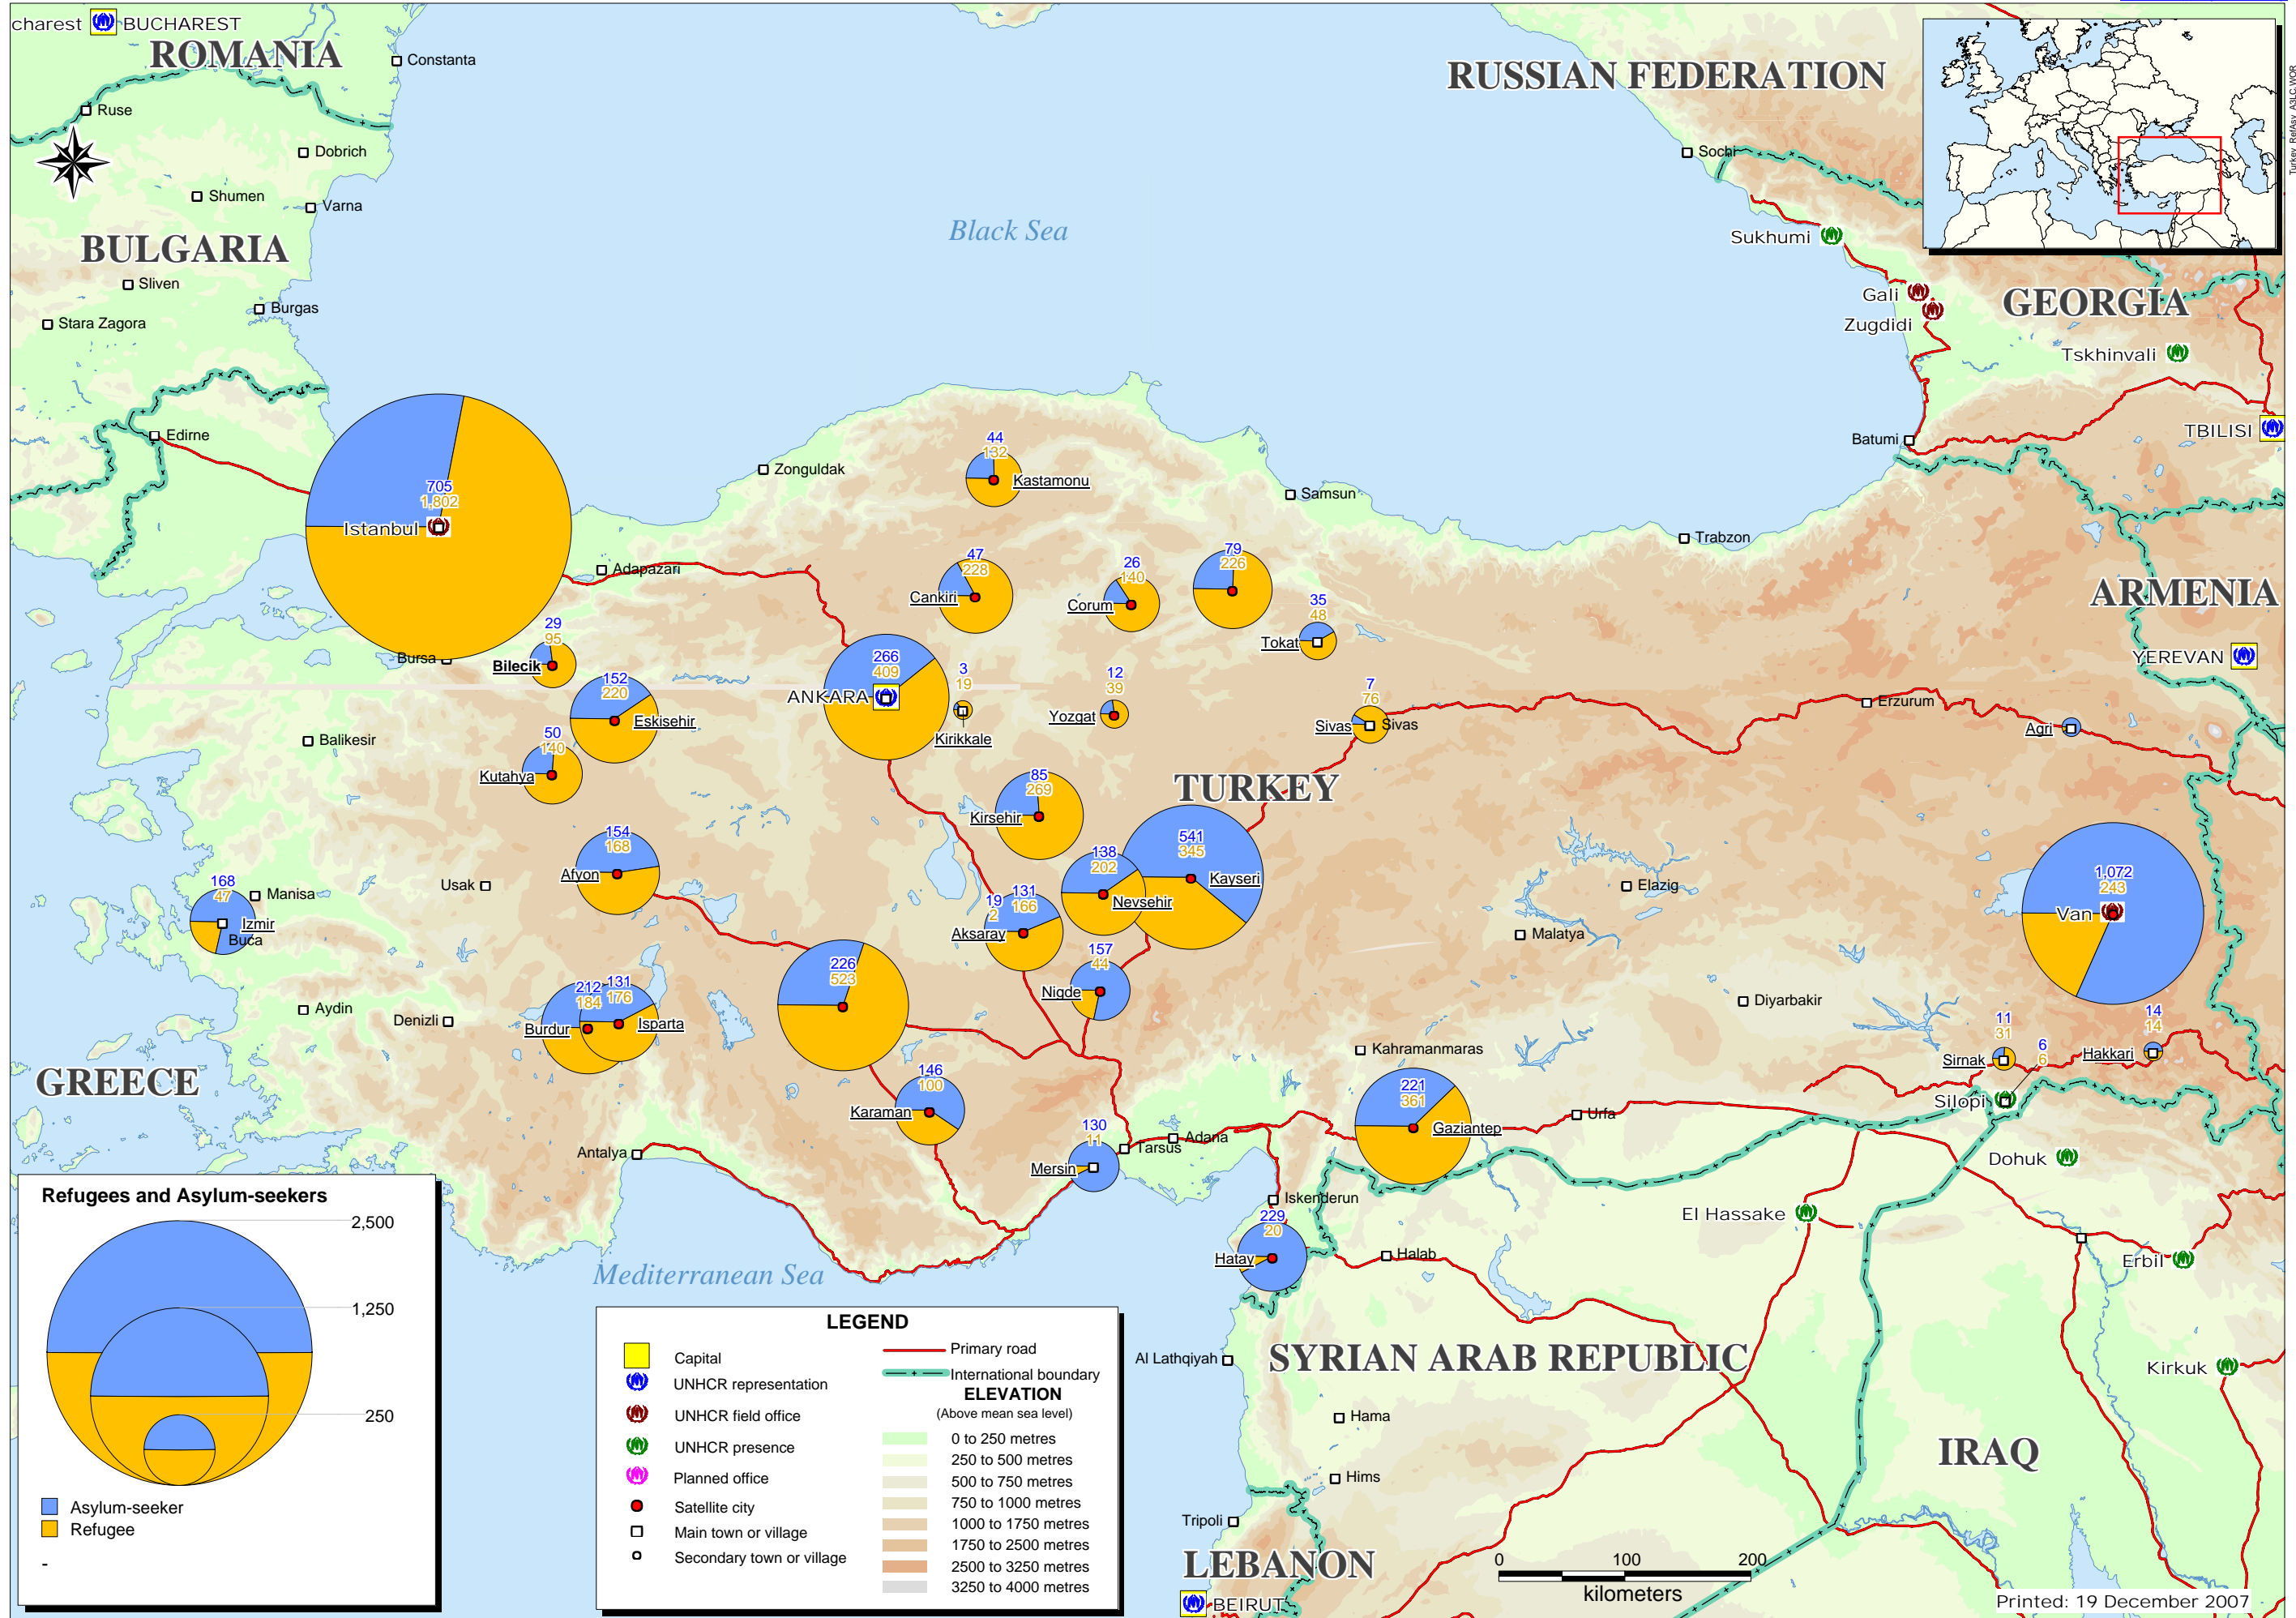 charest BUCHAREST
ROMANIA
Constanta
RUSSIAN FEDERATION
Ruse
Dobrich
Sochi
Shumen
Varna
Black Sea
Sukhumi
BULGARIA
Sliven
Burgas
Stara Zagora
Gali
Zugdidi
GEORGIA
Tskhinvali
TBILISI
Batumi
Edirne
705
1,802
Istanbul
Zonguldak
44
132
Kastamonu
Samsun
Trabzon
Adapazari
47
228
Cankiri
26
140
Corum
79
226
35
48
Tokat
ARMENIA
YEREVAN
29
95
Bursa
Bilecik
152
220
Eskisehir
266
409
ANKARA
3
19
Kirikkale
12
39
Yozgat
7
76
Sivas
Sivas
Erzurum
Agri
Balikesir
50
140
Kutahya
TURKEY
85
269
Kirsehir
541
345
Kayseri
138
202
Nevsehir
154
168
Afyon
Usak
168
47
Manisa
Izmir
Buca
19
2
131
166
Aksaray
Elazig
Malatya
1,072
243
Van
157
44
Nigde
226
523
Aydin
Denizli
212
184
Burdur
131
176
Isparta
Diyarbakir
11
31
Sirnak
6
6
14
14
Hakkari
Silopi
GREECE
Kahramanmaras
146
100
Karaman
221
361
Gaziantep
Urfa
130
11
Mersin
Tarsus
Adana
Antalya
Dohuk
Iskenderun
229
20
Hatay
Halab
El Hassake
Erbil
Mediterranean Sea
Al Lathqiyah
SYRIAN ARAB REPUBLIC
Kirkuk
Hama
Hims
IRAQ
Tripoli
LEBANON
BEIRUT
Refugees and Asylum-seekers
2,500
1,250
250
Asylum-seeker
Refugee
-
LEGEND
Capital
UNHCR representation
UNHCR field office
UNHCR presence
Planned office
Satellite city
Main town or village
Secondary town or village
Primary road
International boundary
ELEVATION
(Above mean sea level)
0 to 250 metres
250 to 500 metres
500 to 750 metres
750 to 1000 metres
1000 to 1750 metres
1750 to 2500 metres
2500 to 3250 metres
3250 to 4000 metres
0 100 200
kilometers
Printed: 19 December 2007
Turkey_RefAsy_A3LC.WOR